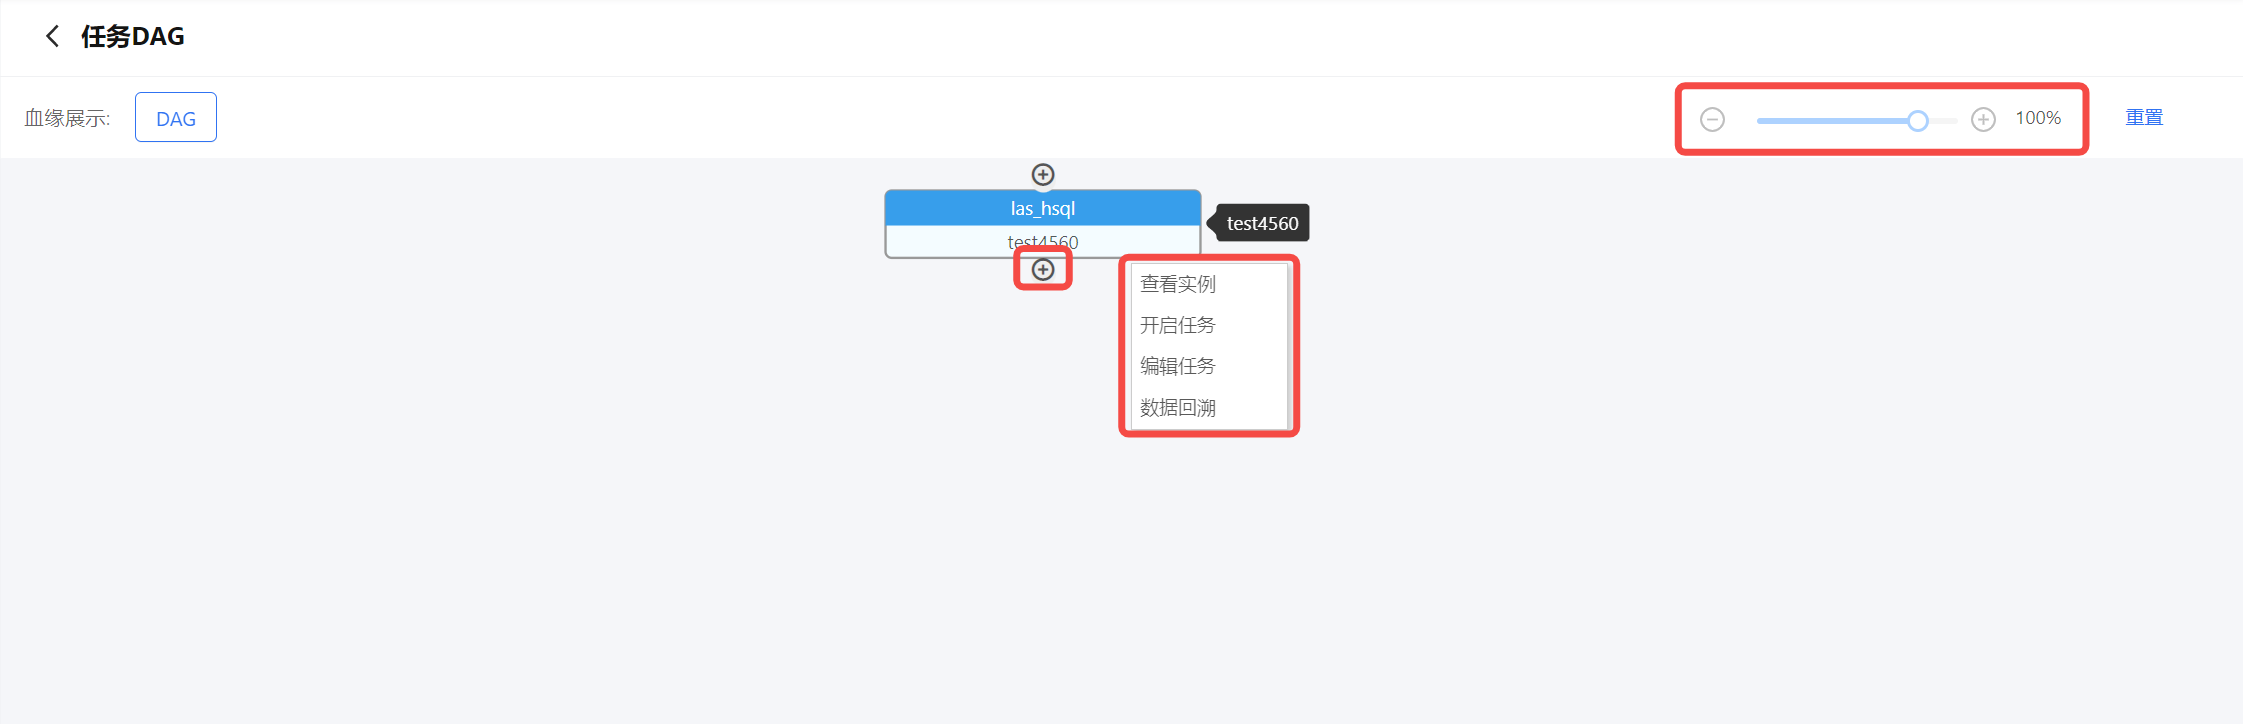 任务DAG
血缘展示: DAG 100% 重置
las_hsql
test4560
test4560
查看实例
开启任务
编辑任务
数据回溯